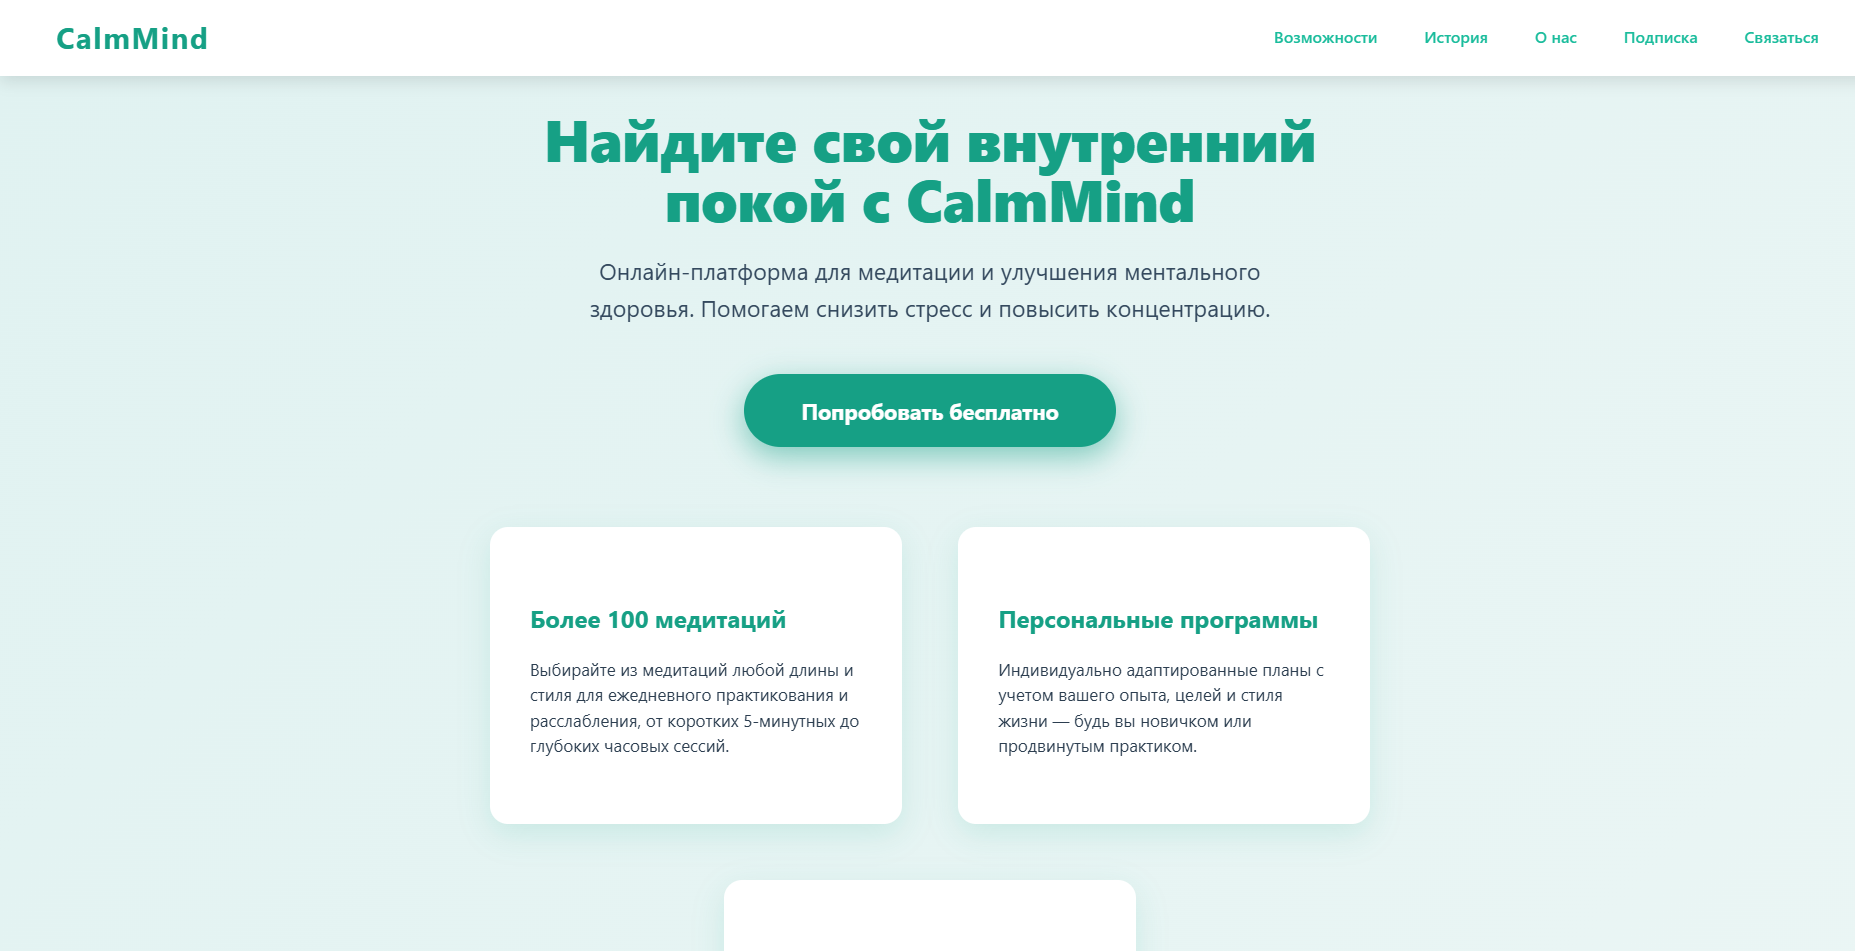 CalmMind
Возможности
История
О нас
Подписка
Связаться
Найдите свой внутренний
покой с CalmMind
Онлайн-платформа для медитации и улучшения ментального
здоровья. Помогаем снизить стресс и повысить концентрацию.
Попробовать бесплатно
Более 100 медитаций
Выбирайте из медитаций любой длины и
стиля для ежедневного практикования и
расслабления, от коротких 5-минутных до
глубоких часовых сессий.
Персональные программы
Индивидуально адаптированные планы с
учетом вашего опыта, целей и стиля
жизни — будь вы новичком или
продвинутым практиком.